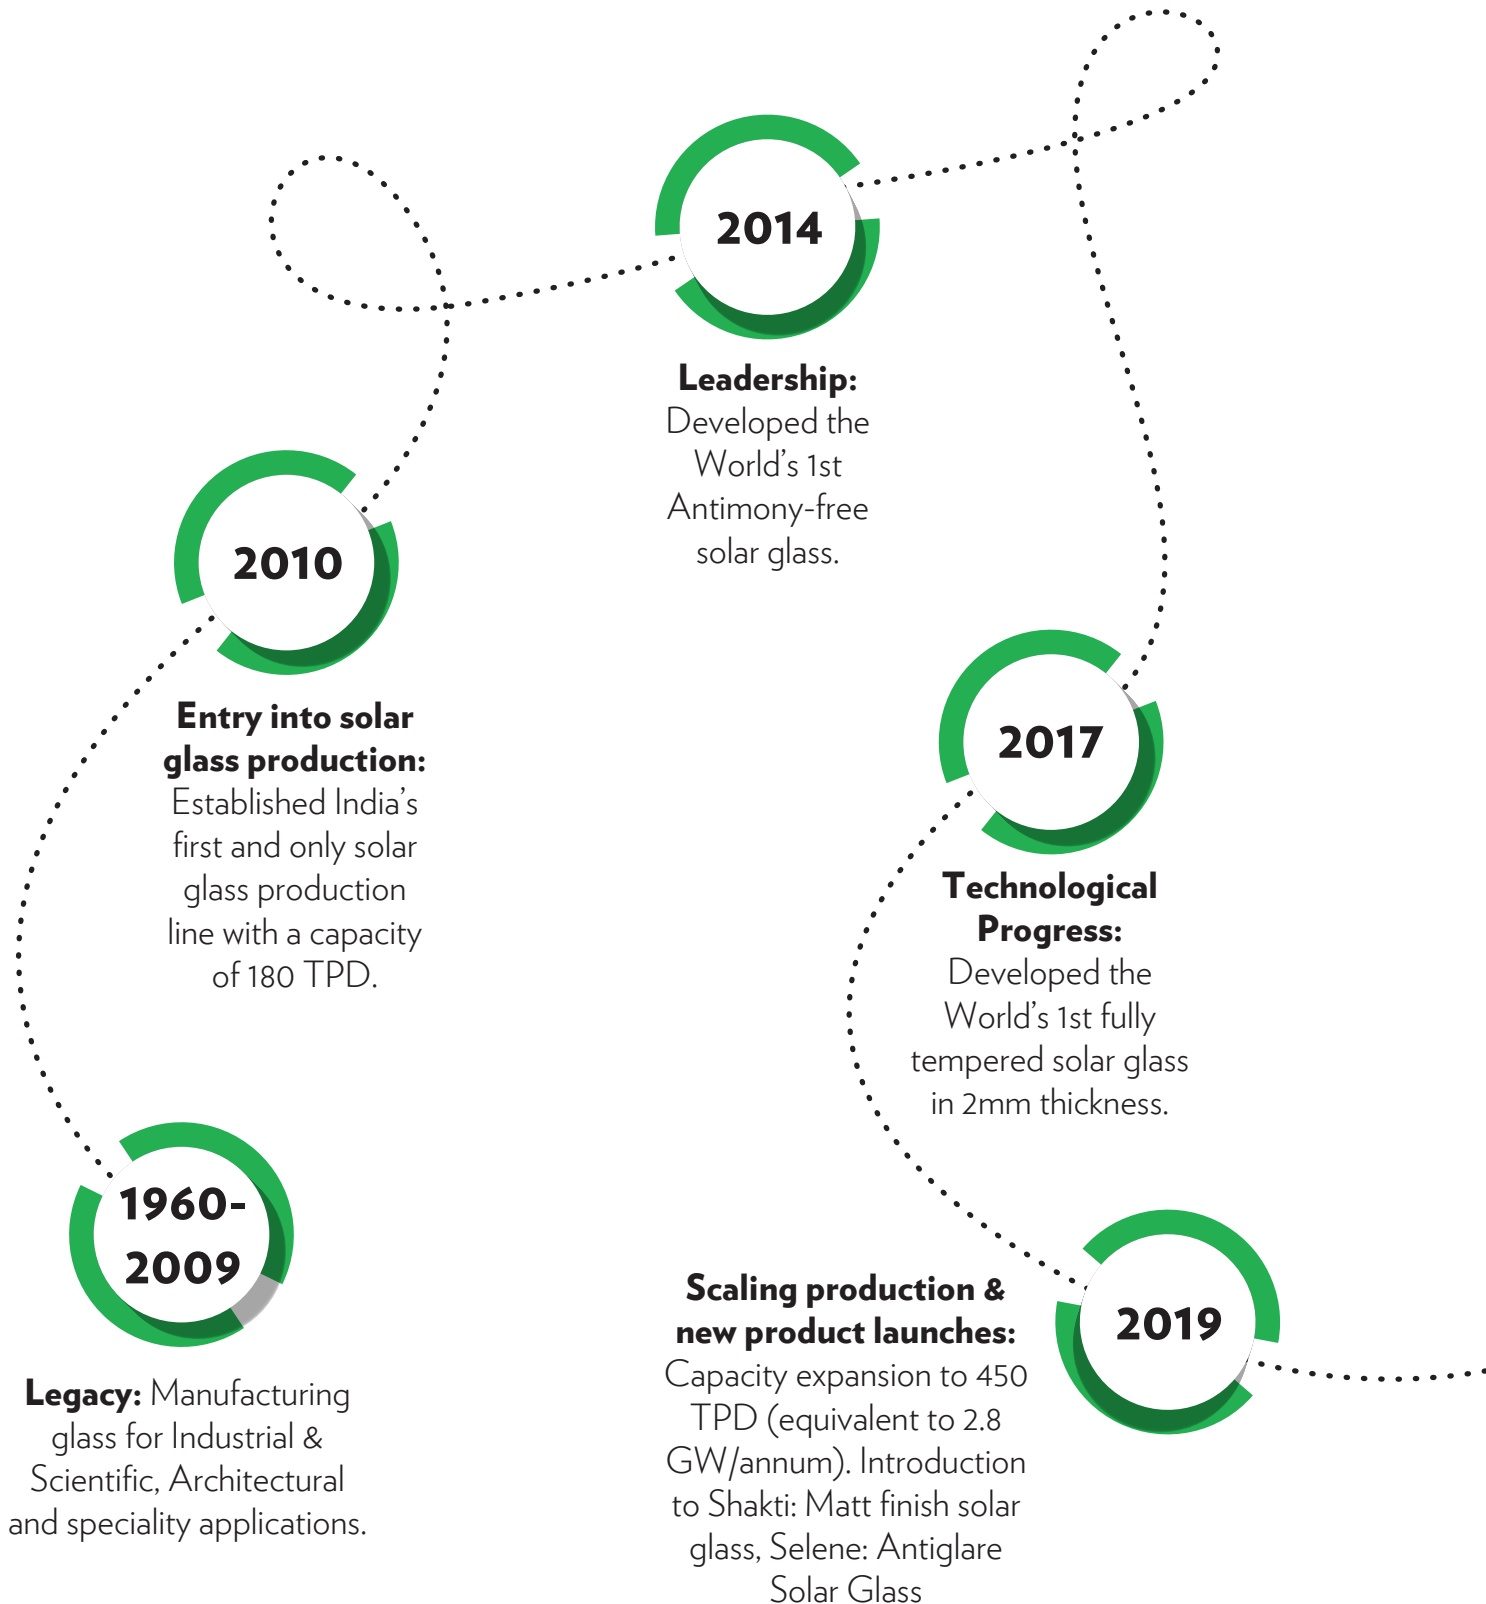 1960-
2009
Legacy: Manufacturing
glass for Industrial &
Scientific, Architectural
and speciality applications.
2010
Entry into solar
glass production:
Established India’s
first and only solar
glass production
line with a capacity
of 180 TPD.
2014
Leadership:
Developed the
World’s 1st
Antimony-free
solar glass.
2017
Technological
Progress:
Developed the
World’s 1st fully
tempered solar glass
in 2mm thickness.
2019
Scaling production &
new product launches:
Capacity expansion to 450
TPD (equivalent to 2.8
GW/annum). Introduction
to Shakti: Matt finish solar
glass, Selene: Antiglare
Solar Glass